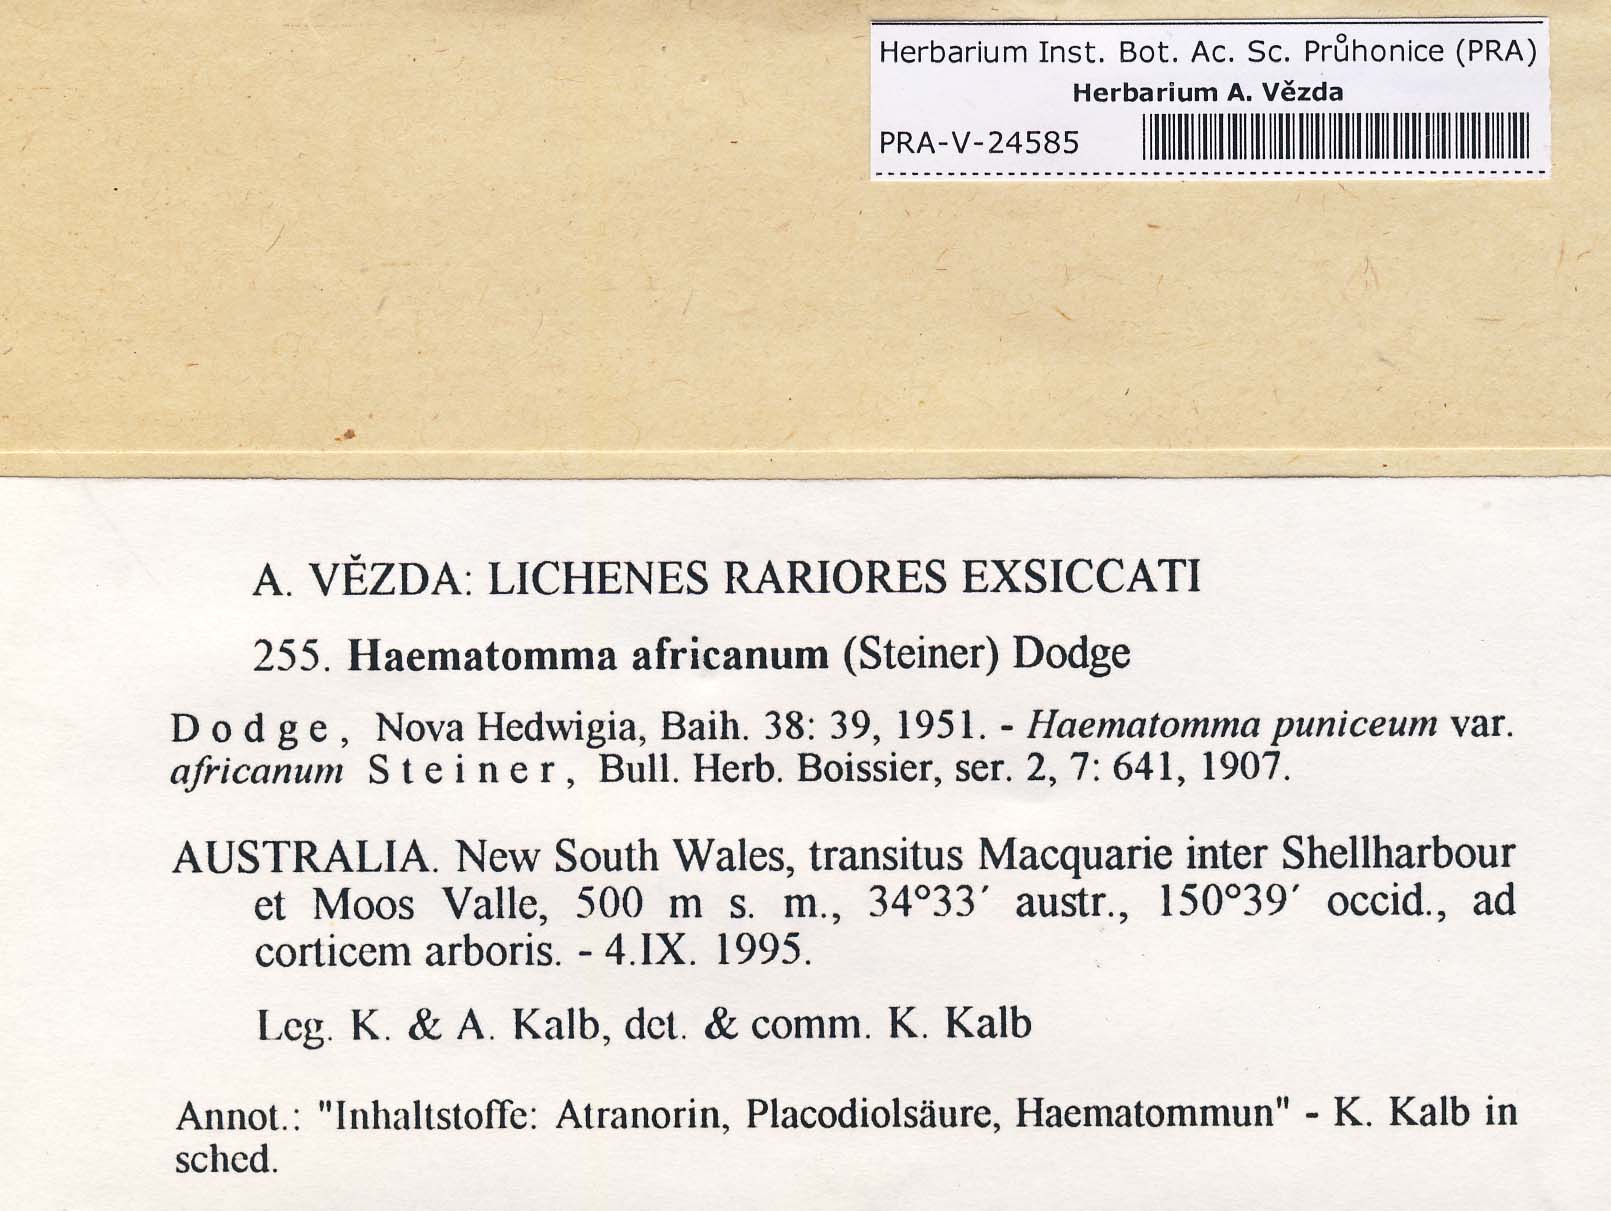 Herbarium Inst. Bot. Ac. Sc. Průhonice (PRA)
Herbarium A. Vězda
PRA-V-24585
A. VĚZDA: LICHENES RARIORES EXSICCATI
255. Haematomma africanum (Steiner) Dodge
Dodge, Nova Hedwigia, Baih. 38: 39, 1951. - Haematomma puniceum var.
africanum Steiner, Bull. Herb. Boissier, ser. 2, 7: 641, 1907.
AUSTRALIA. New South Wales, transitus Macquarie inter Shellharbour
et Moos Valle, 500 m s. m., 34°33′ austr., 150°39′ occid., ad
corticem arboris. - 4.IX. 1995.
Leg. K. & A. Kalb, det. & comm. K. Kalb
Annot.: "Inhaltstoffe: Atranorin, Placodiolsäure, Haematommun" - K. Kalb in
sched.